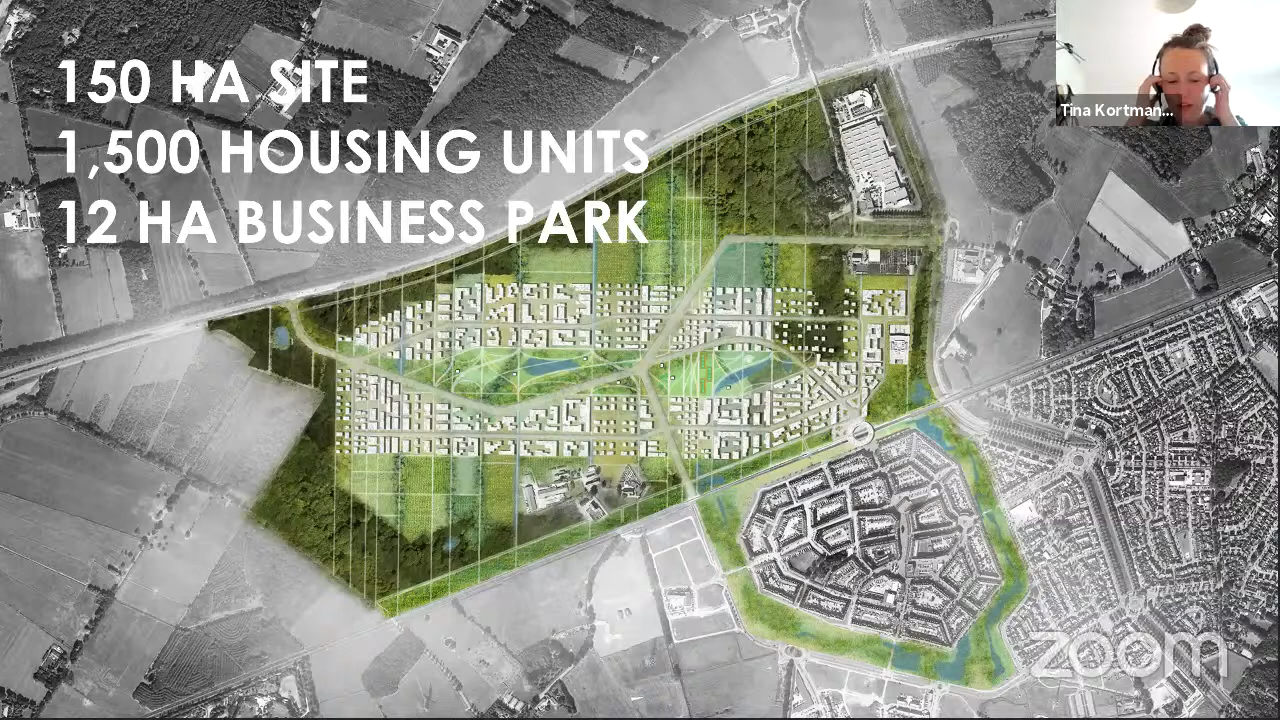 150 HA SITE
1,500 HOUSING UNITS
12 HA BUSINESS PARK
Tina Kortman...
zoom